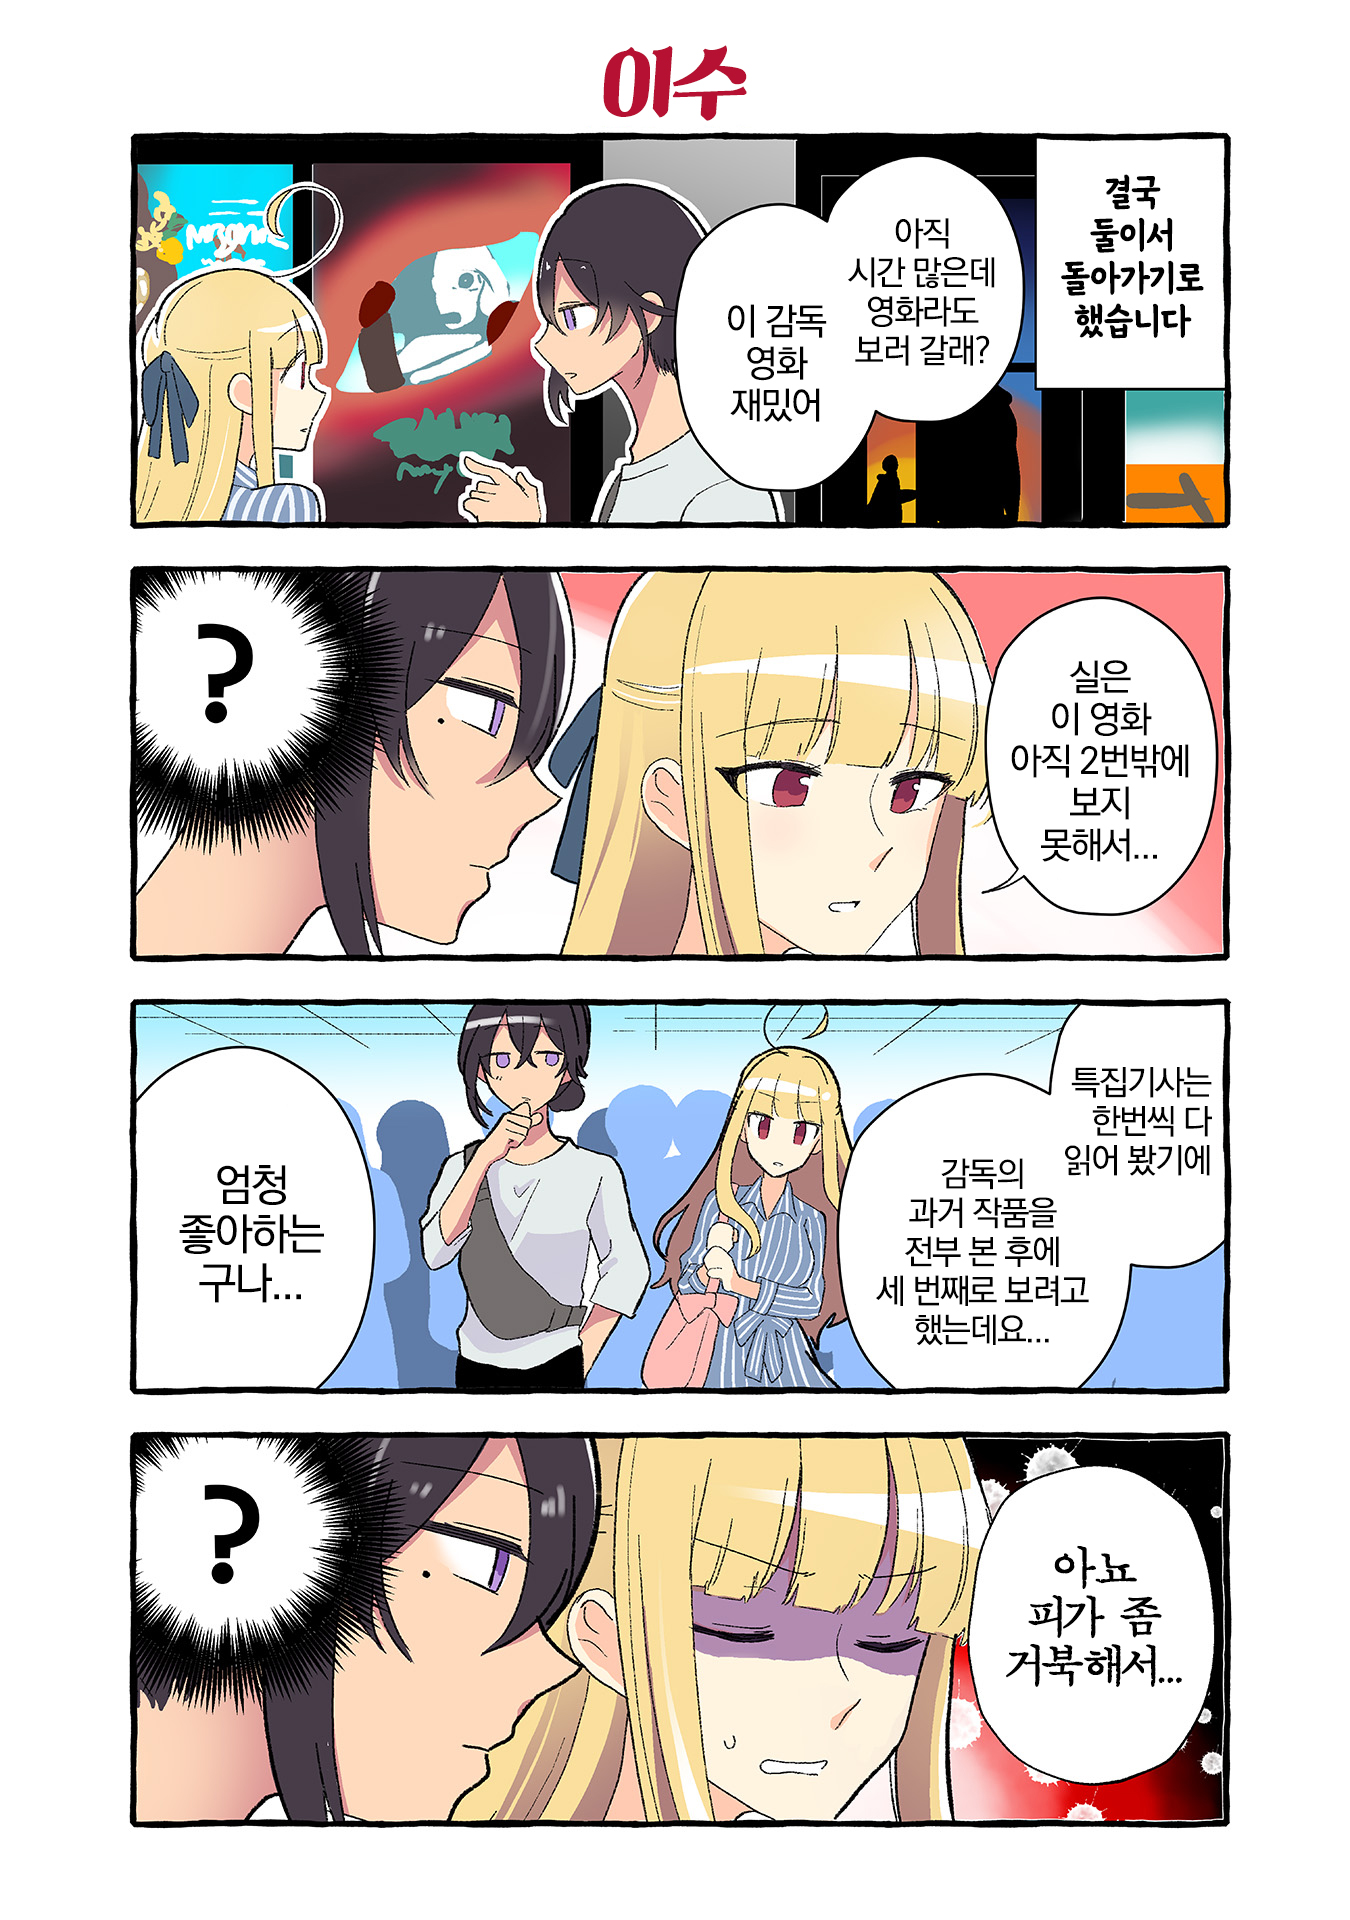 이수
결국
둘이서
돌아가기로
했습니다
아직
시간 많은데
영화라도
보러 갈래?
이 감독
영화
재밌어
실은
이 영화
아직 2번밖에
보지
못해서...
?
특집기사는
한번씩 다
읽어 봤기에
감독의
과거 작품을
전부 본 후에
세 번째로 보려고
했는데요...
엄청
좋아하는
구나...
아뇨
피가 좀
거북해서...
?